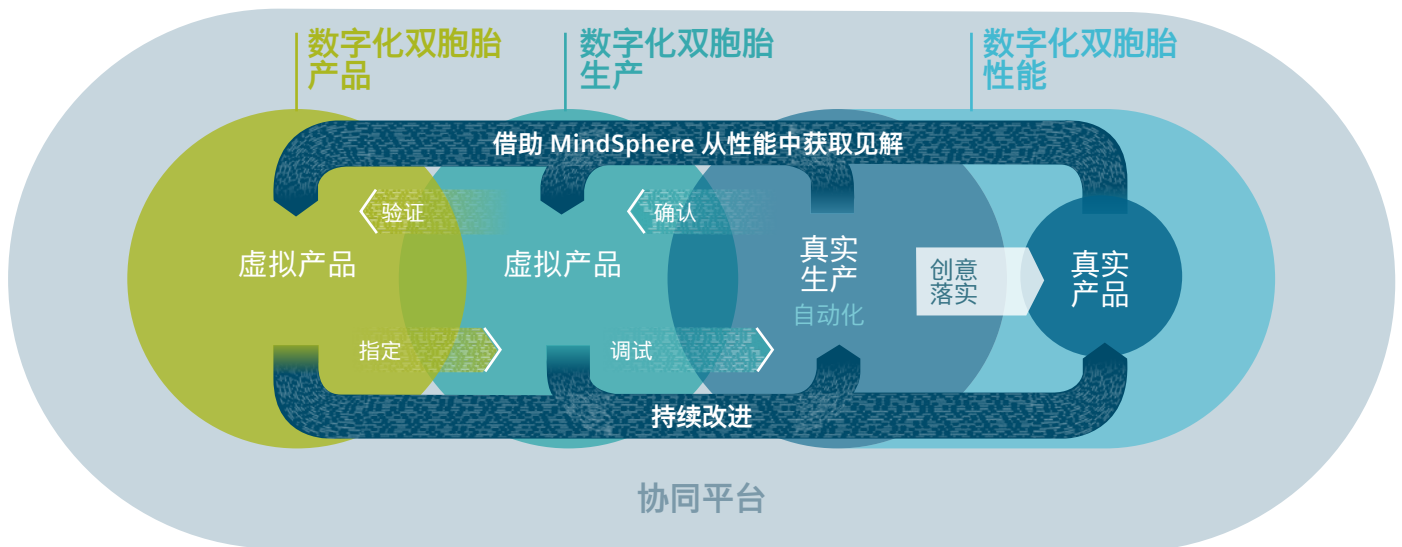 数字化双胞胎
产品
数字化双胞胎
生产
数字化双胞胎
性能
借助 MindSphere 从性能中获取见解
验证
确认
虚拟产品
虚拟产品
真实
生产
自动化
创意
落实
真实
产品
指定
调试
持续改进
协同平台